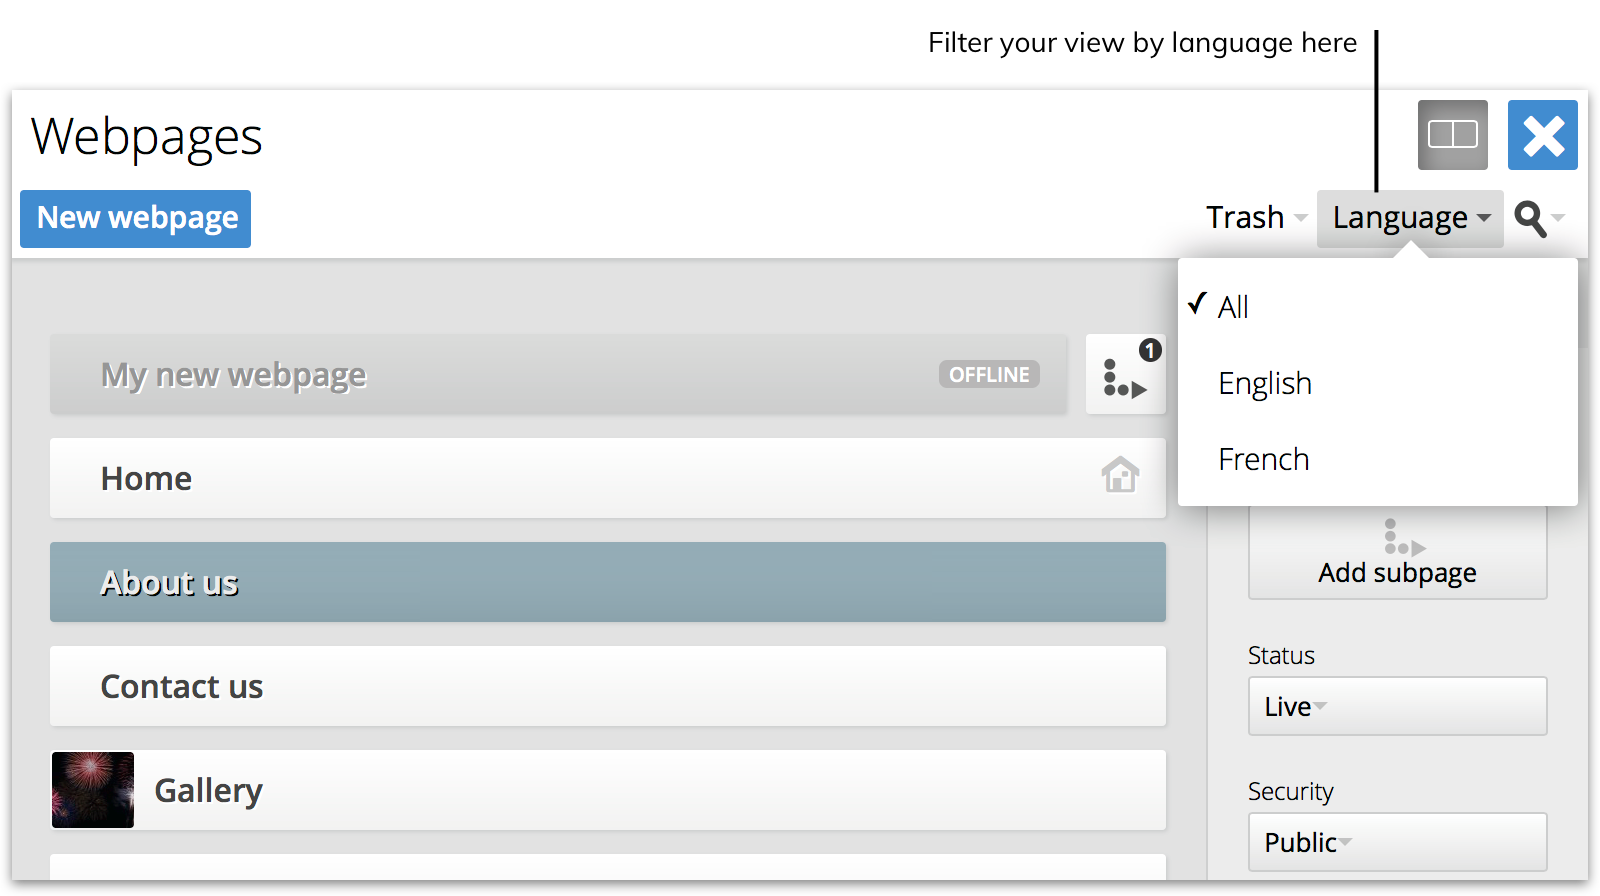 Filter your view by language here
Webpages
New webpage
Trash
Language
All
English
French
My new webpage
OFFLINE
1
Home
About us
Contact us
Gallery
Add subpage
Status
Live
Security
Public